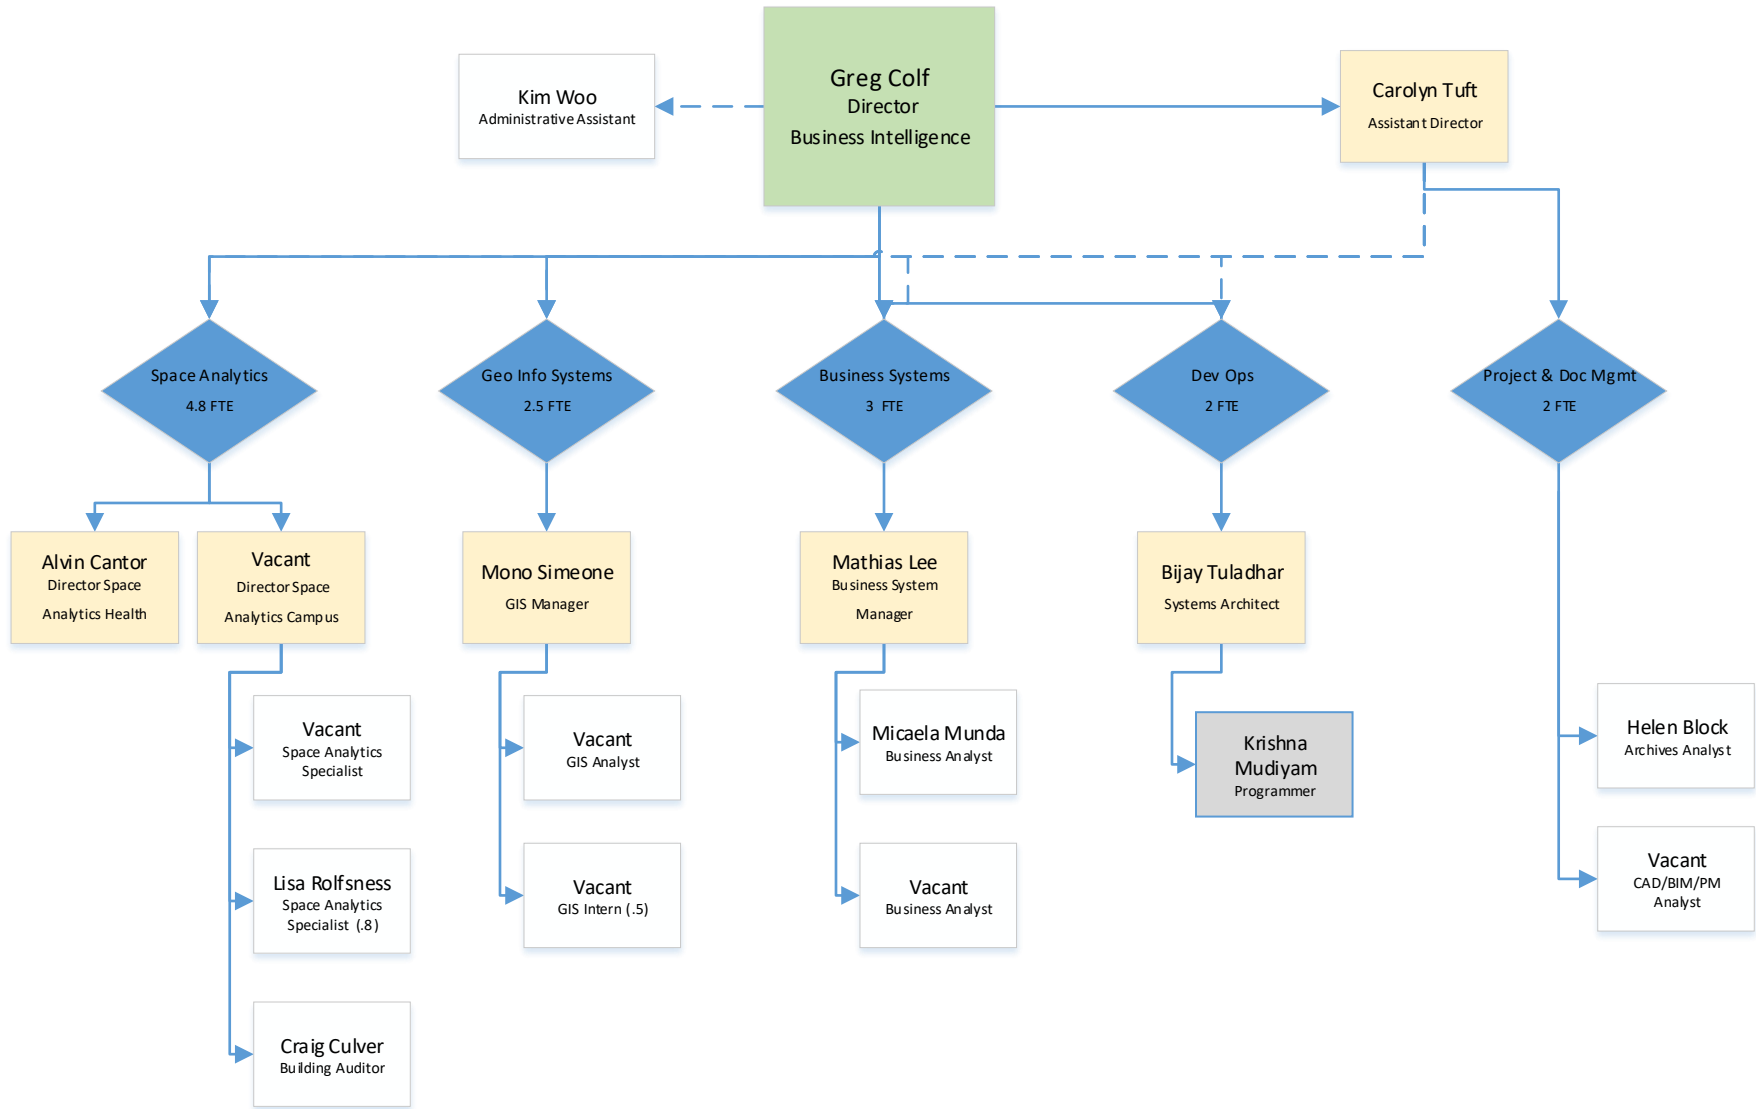 Greg Colf
Director
Business Intelligence
Kim Woo
Administrative Assistant
Carolyn Tuft
Assistant Director
Space Analytics
4.8 FTE
Geo Info Systems
2.5 FTE
Business Systems
3 FTE
Dev Ops
2 FTE
Project & Doc Mgmt
2 FTE
Alvin Cantor
Director Space
Analytics Health
Vacant
Director Space
Analytics Campus
Mono Simeone
GIS Manager
Mathias Lee
Business System
Manager
Bijay Tuladhar
Systems Architect
Vacant
Space Analytics
Specialist
Lisa Rolfsness
Space Analytics
Specialist (.8)
Craig Culver
Building Auditor
Vacant
GIS Analyst
Vacant
GIS Intern (.5)
Micaela Munda
Business Analyst
Vacant
Business Analyst
Krishna
Mudiyam
Programmer
Helen Block
Archives Analyst
Vacant
CAD/BIM/PM
Analyst